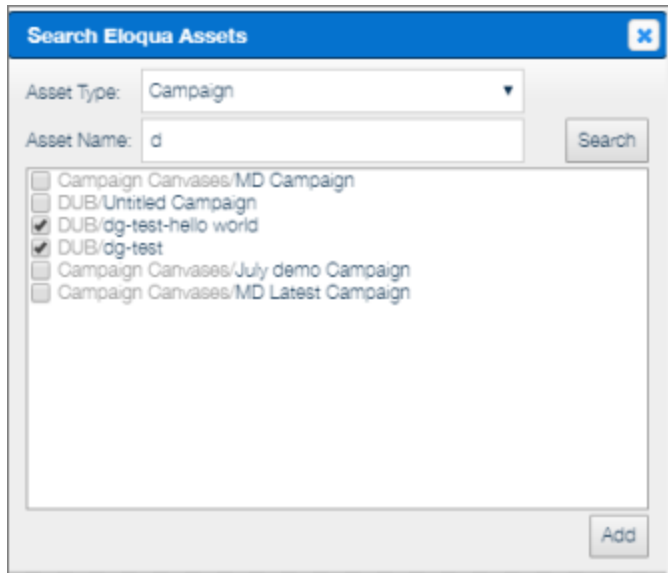 Search Eloqua Assets
Asset Type: Campaign
Asset Name: d Search
Campaign Canvases/MD Campaign
DUB/Untitled Campaign
DUB/dg-test-hello world
DUB/dg-test
Campaign Canvases/July demo Campaign
Campaign Canvases/MD Latest Campaign
Add